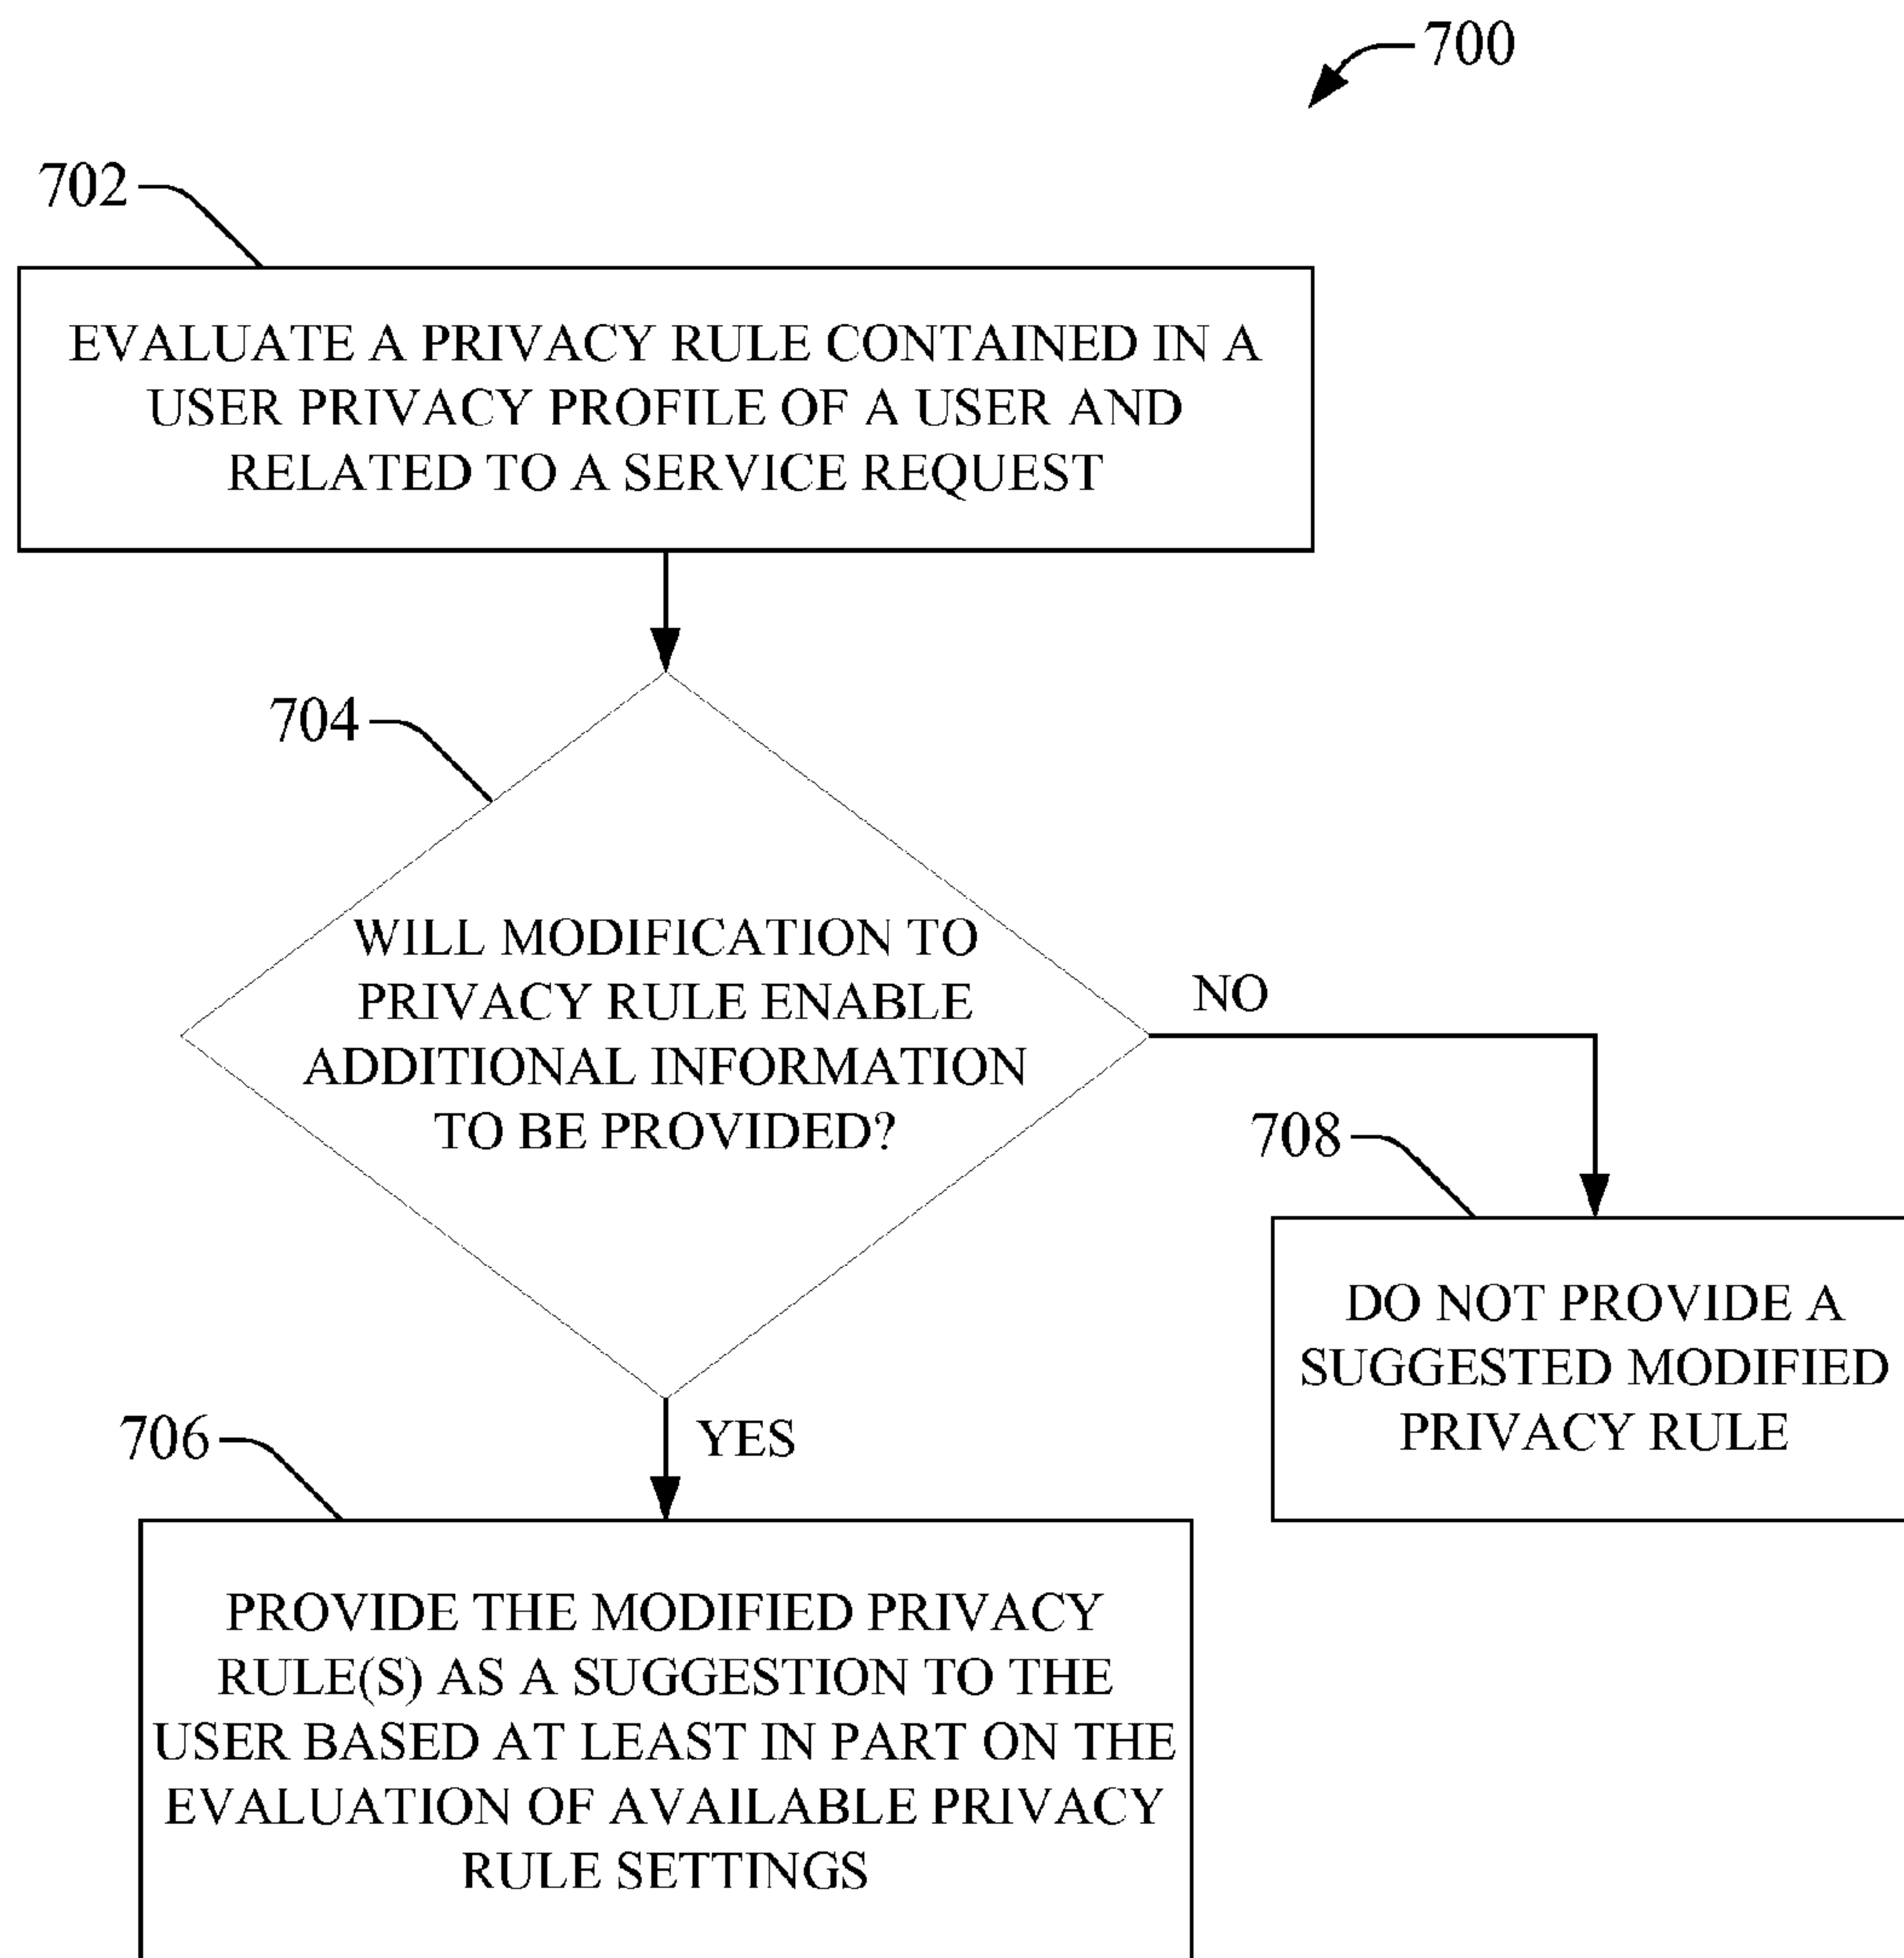 700
702
EVALUATE A PRIVACY RULE CONTAINED IN A
USER PRIVACY PROFILE OF A USER AND
RELATED TO A SERVICE REQUEST
704
WILL MODIFICATION TO
PRIVACY RULE ENABLE
ADDITIONAL INFORMATION
TO BE PROVIDED?
NO
708
DO NOT PROVIDE A
SUGGESTED MODIFIED
PRIVACY RULE
YES
706
PROVIDE THE MODIFIED PRIVACY
RULE(S) AS A SUGGESTION TO THE
USER BASED AT LEAST IN PART ON THE
EVALUATION OF AVAILABLE PRIVACY
RULE SETTINGS